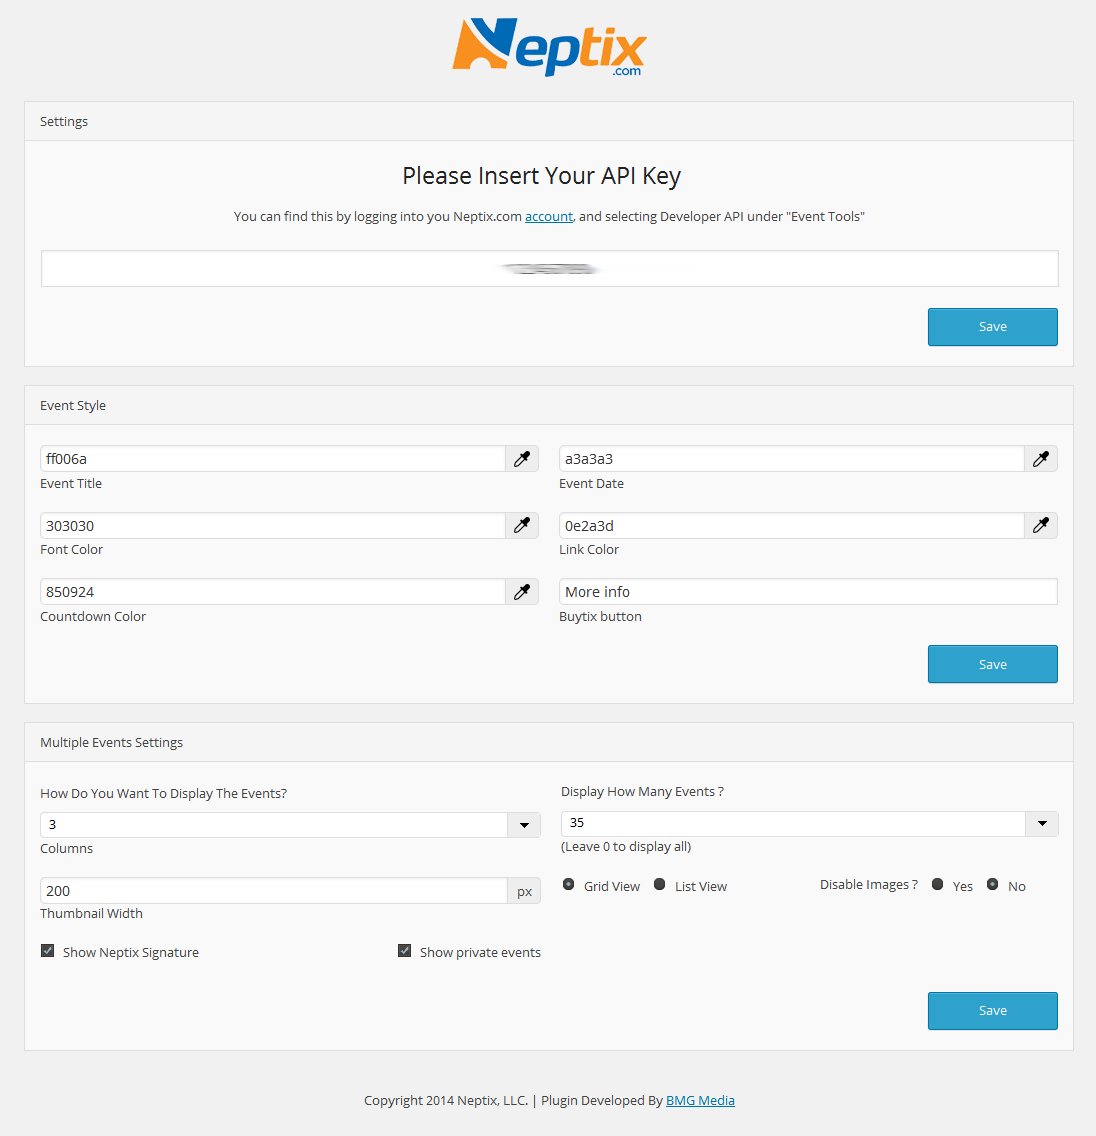 Neptix
.com
Settings
Please Insert Your API Key
You can find this by logging into you Neptix.com account, and selecting Developer API under "Event Tools"
Save
Event Style
ff006a
a3a3a3
Event Title
Event Date
303030
0e2a3d
Font Color
Link Color
850924
More info
Countdown Color
Buytix button
Save
Multiple Events Settings
How Do You Want To Display The Events?
Display How Many Events ?
3
35
Columns
(Leave 0 to display all)
200 px
Grid View List View Disable Images ? Yes No
Thumbnail Width
Show Neptix Signature Show private events
Save
Copyright 2014 Neptix, LLC. | Plugin Developed By BMG Media